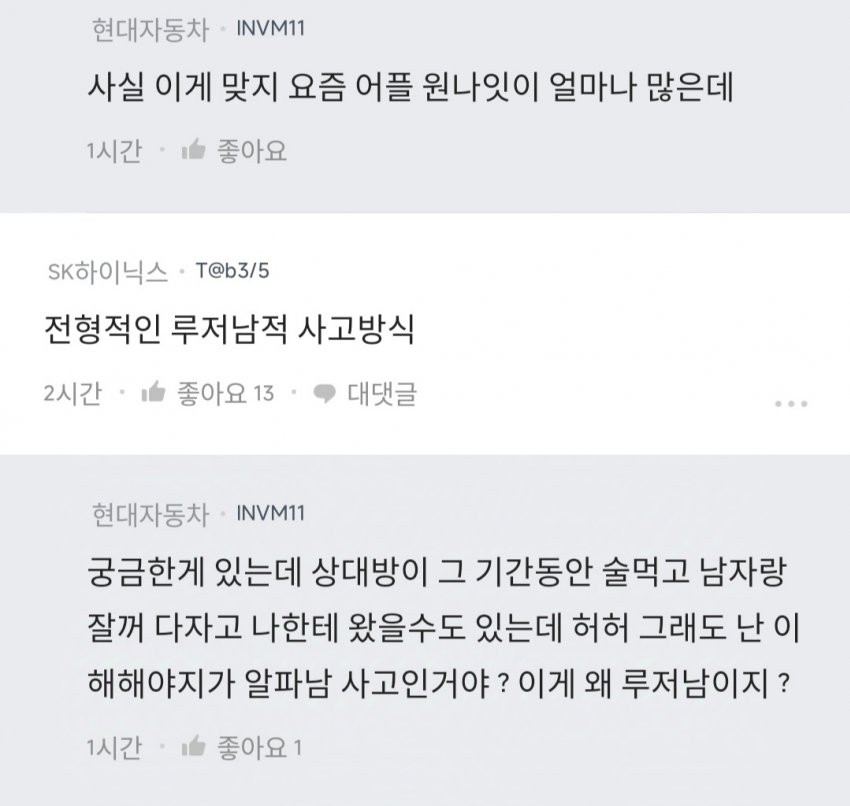 현대자동차 · INVM11
사실 이게 맞지 요즘 어플 원나잇이 얼마나 많은데
1시간 · 좋아요
SK하이닉스 · T@b3/5
전형적인 루저남적 사고방식
2시간 · 좋아요 13 · 대댓글
현대자동차 · INVM11
궁금한게 있는데 상대방이 그 기간동안 술먹고 남자랑
잘꺼 다자고 나한테 왔을수도 있는데 허허 그래도 난 이
해해야지가 알파남 사고인거야 ? 이게 왜 루저남이지 ?
1시간 · 좋아요 1